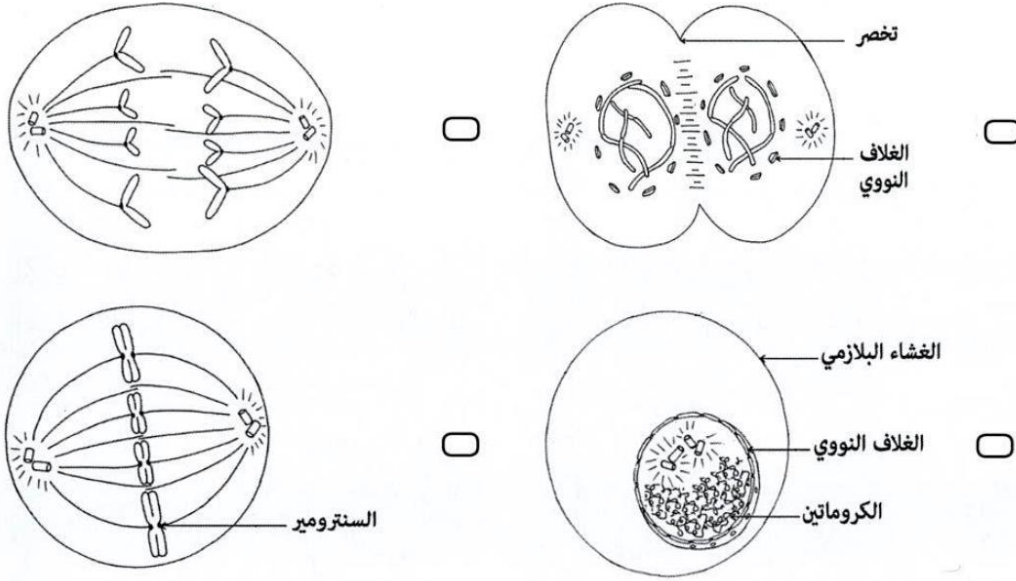 تخصر
الغلاف
النووي
الغشاء البلازمي
الغلاف النووي
الكروماتين
السنترومير